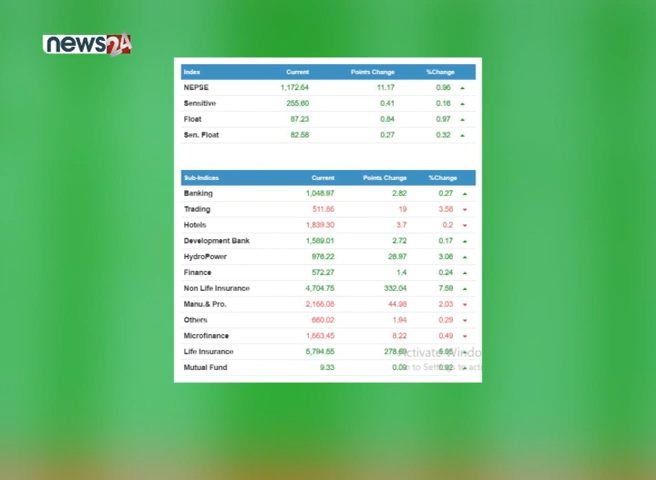 news24
Index Current Points Change %Change
NEPSE 1,172.64 11.17 0.96
Sensitive 255.60 0.41 0.16
Float 87.23 0.84 0.97
Sen. Float 82.58 0.27 0.32
Sub-Indices Current Points Change %Change
Banking 1,048.97 2.82 0.27
Trading 511.86 19 3.58
Hotels 1,839.30 3.7 0.2
Development Bank 1,589.01 2.72 0.17
HydroPower 976.22 28.97 3.06
Finance 572.27 1.4 0.24
Non Life Insurance 4,704.75 332.04 7.59
Manu.& Pro. 2,166.08 44.98 2.03
Others 660.02 1.94 0.29
Microfinance 1,663.45 8.22 0.49
Life Insurance 5,794.55
Activate Windo
Mutual Fund 9.33
to acti